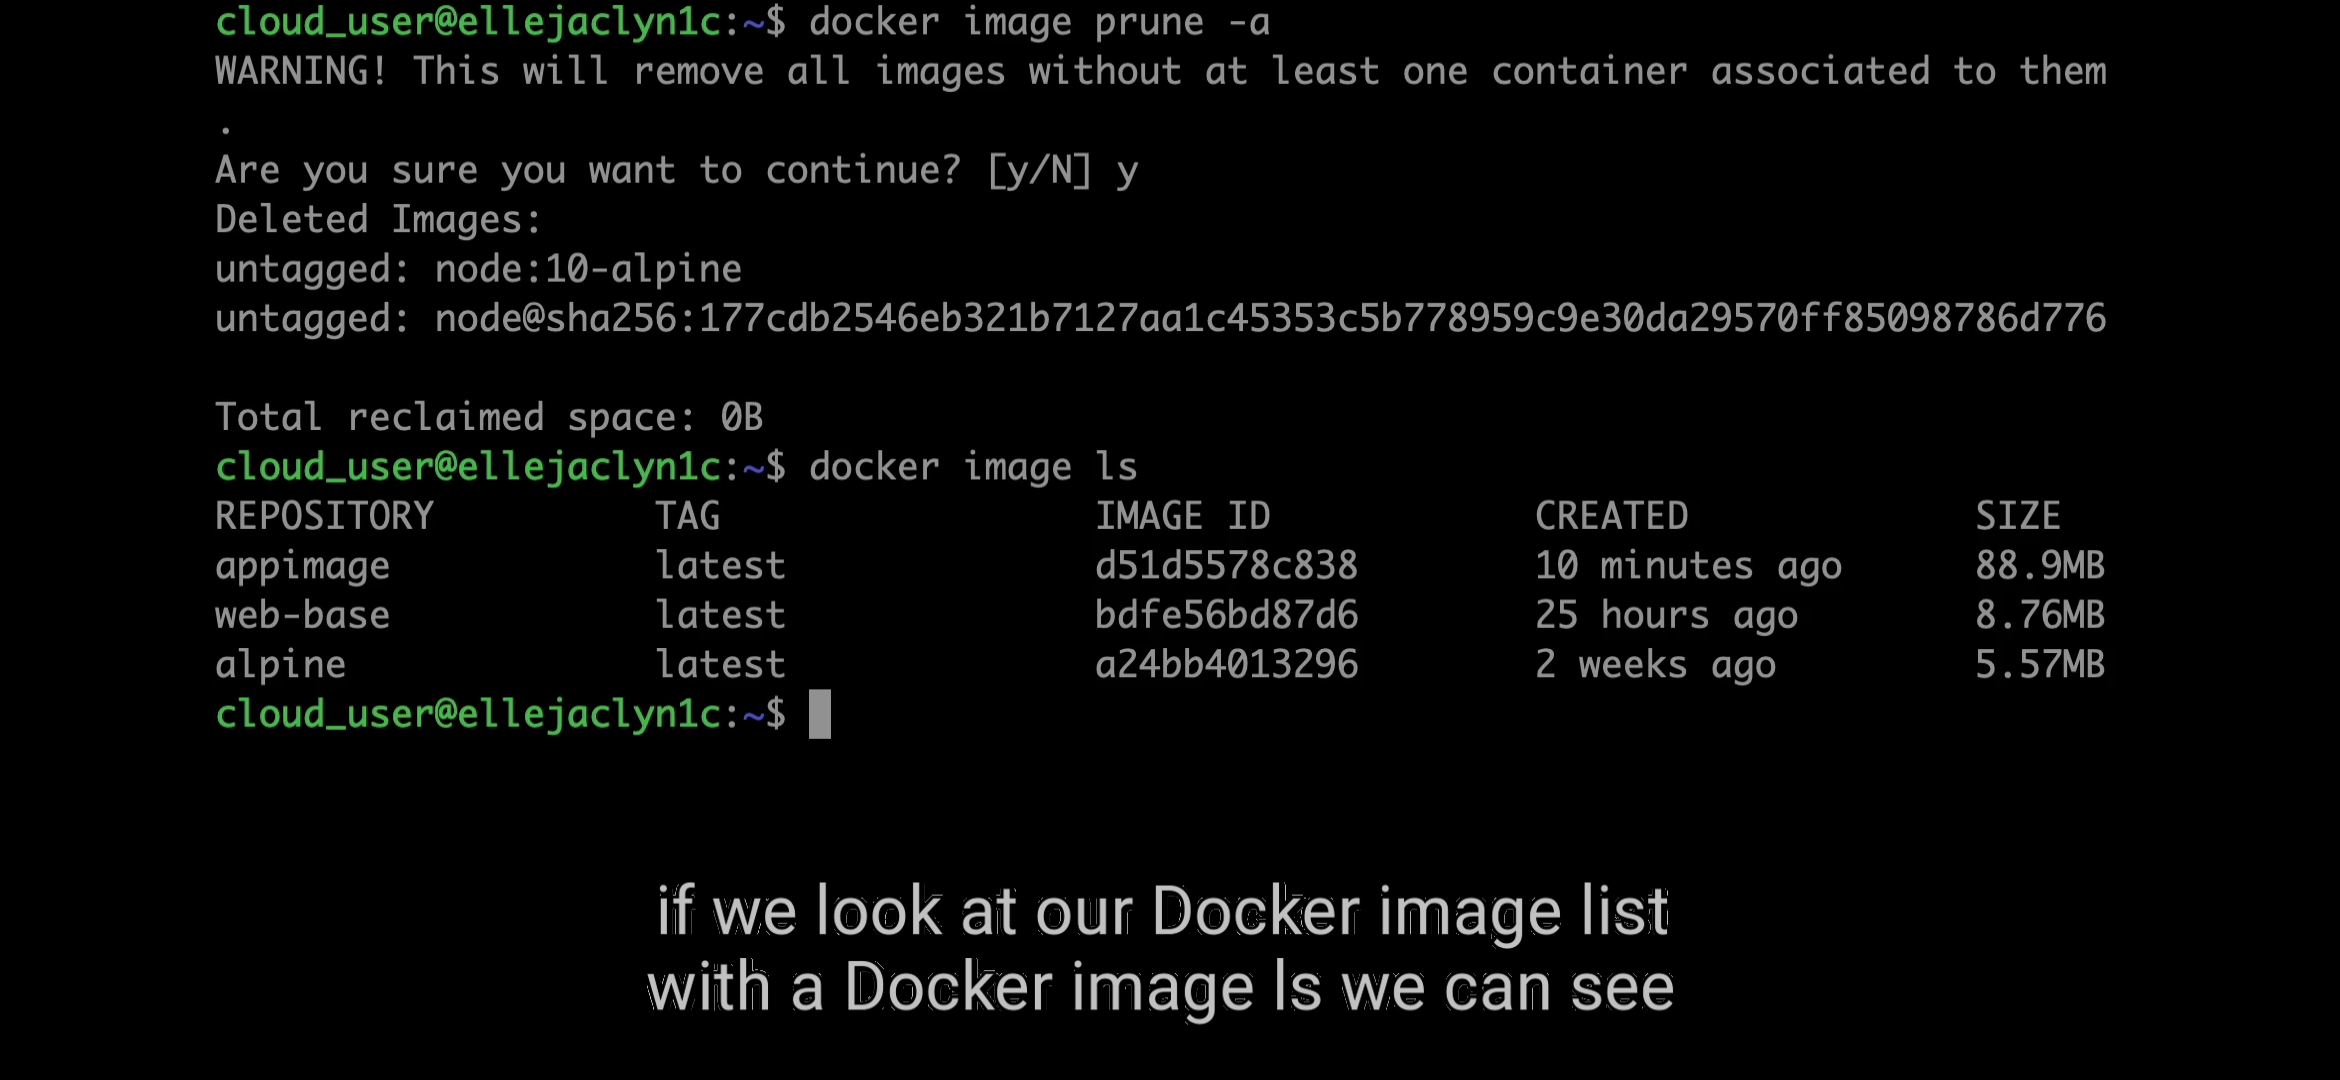 cloud_user@ellejaclyn1c:~$ docker image prune -a
WARNING! This will remove all images without at least one container associated to them
.
Are you sure you want to continue? [y/N] y
Deleted Images:
untagged: node:10-alpine
untagged: node@sha256:177cdb2546eb321b7127aa1c45353c5b778959c9e30da29570ff85098786d776
Total reclaimed space: 0B
cloud_user@ellejaclyn1c:~$ docker image ls
REPOSITORY TAG IMAGE ID CREATED SIZE
appimage latest d51d5578c838 10 minutes ago 88.9MB
web-base latest bdfe56bd87d6 25 hours ago 8.76MB
alpine latest a24bb4013296 2 weeks ago 5.57MB
cloud_user@ellejaclyn1c:~$
if we look at our Docker image list
with a Docker image ls we can see